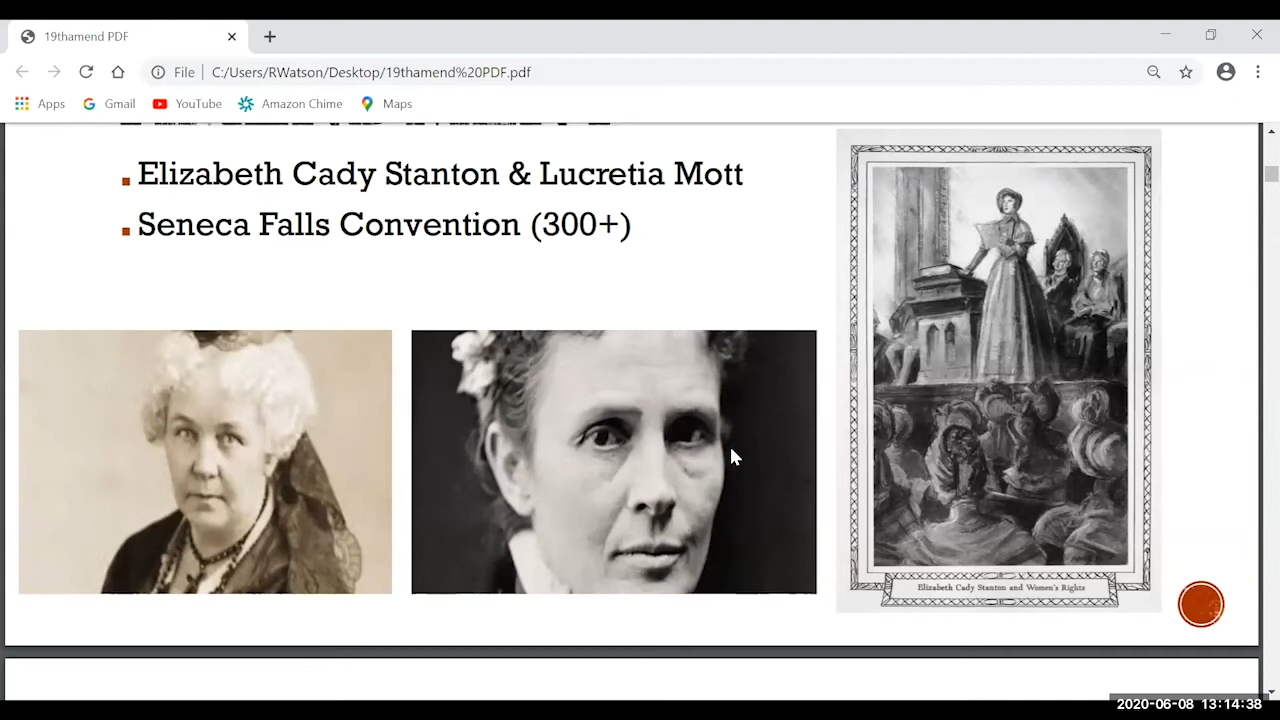 19thamend PDF
File
C:/Users/RWatson/Desktop/19thamend%20PDF.pdf
Apps Gmail YouTube Amazon Chime Maps
Elizabeth Cady Stanton & Lucretia Mott
Seneca Falls Convention (300+)
Elizabeth Cady Stanton and Women's Rights
2020-06-08 13:14:38